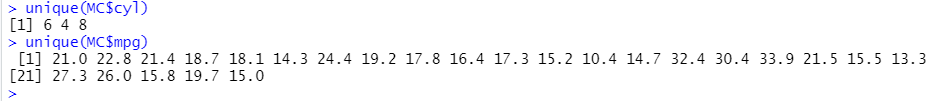 > unique(MC$cyl)
[1] 6 4 8
> unique(MC$mpg)
 [1] 21.0 22.8 21.4 18.7 18.1 14.3 24.4 19.2 17.8 16.4 17.3 15.2 10.4 14.7 32.4 30.4 33.9 21.5 15.5 13.3
[21] 27.3 26.0 15.8 19.7 15.0
>